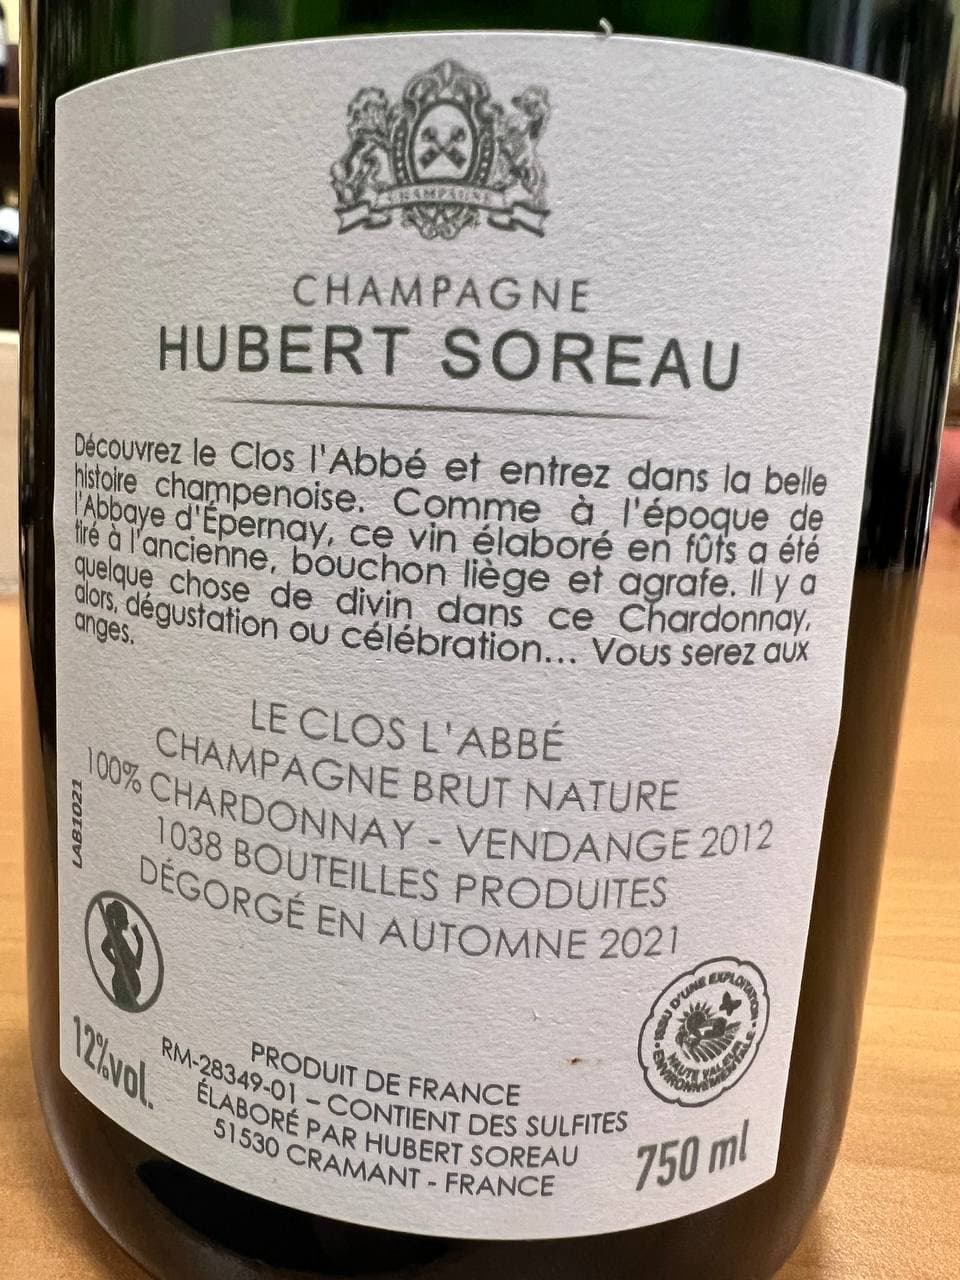 CHAMPAGNE
CHAMPAGNE
HUBERT SOREAU
Découvrez le Clos l'Abbé et entrez dans la belle
histoire champenoise. Comme à l'époque de
l'Abbaye d'Épernay, ce vin élaboré en fûts a été
tiré à l'ancienne, bouchon liège et agrafe. Il y a
quelque chose de divin dans ce Chardonnay,
alors, dégustation ou célébration... Vous serez aux
anges.
LE CLOS L'ABBÉ
CHAMPAGNE BRUT NATURE
100% CHARDONNAY - VENDANGE 2012
1038 BOUTEILLES PRODUITES
DÉGORGÉ EN AUTOMNE 2021
LAB1021
ISSU D'UNE EXPLOITATION
HAUTE VALEUR
ENVIRONNEMENTALE
12%vol.
PRODUIT DE FRANCE
RM-28349-01 – CONTIENT DES SULFITES
ÉLABORÉ PAR HUBERT SOREAU
51530 CRAMANT - FRANCE
750 ml